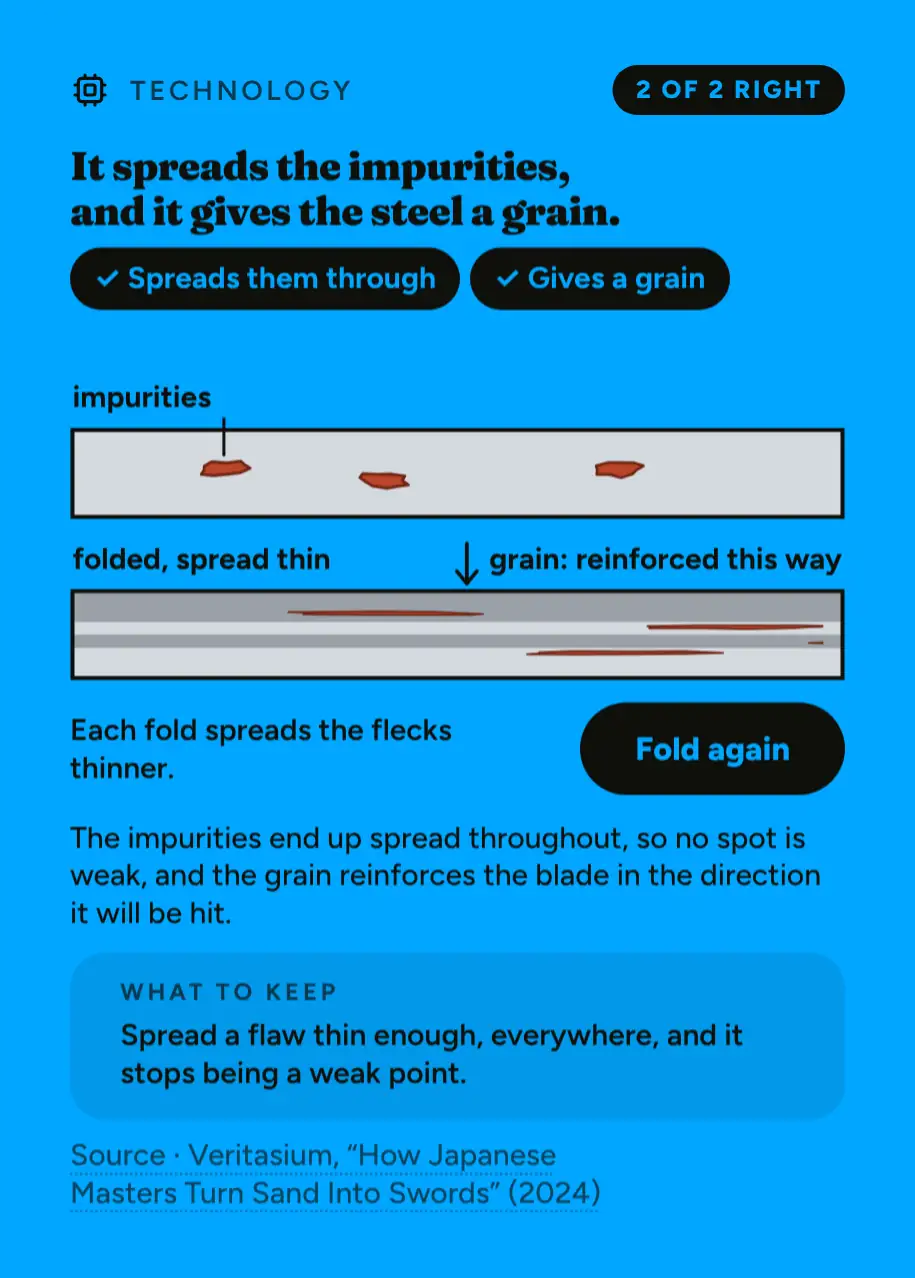 TECHNOLOGY
2 OF 2 RIGHT
It spreads the impurities,
and it gives the steel a grain.
✓ Spreads them through
✓ Gives a grain
impurities
folded, spread thin
grain: reinforced this way
Each fold spreads the flecks
thinner.
Fold again
The impurities end up spread throughout, so no spot is
weak, and the grain reinforces the blade in the direction
it will be hit.
WHAT TO KEEP
Spread a flaw thin enough, everywhere, and it
stops being a weak point.
Source · Veritasium, “How Japanese
Masters Turn Sand Into Swords” (2024)